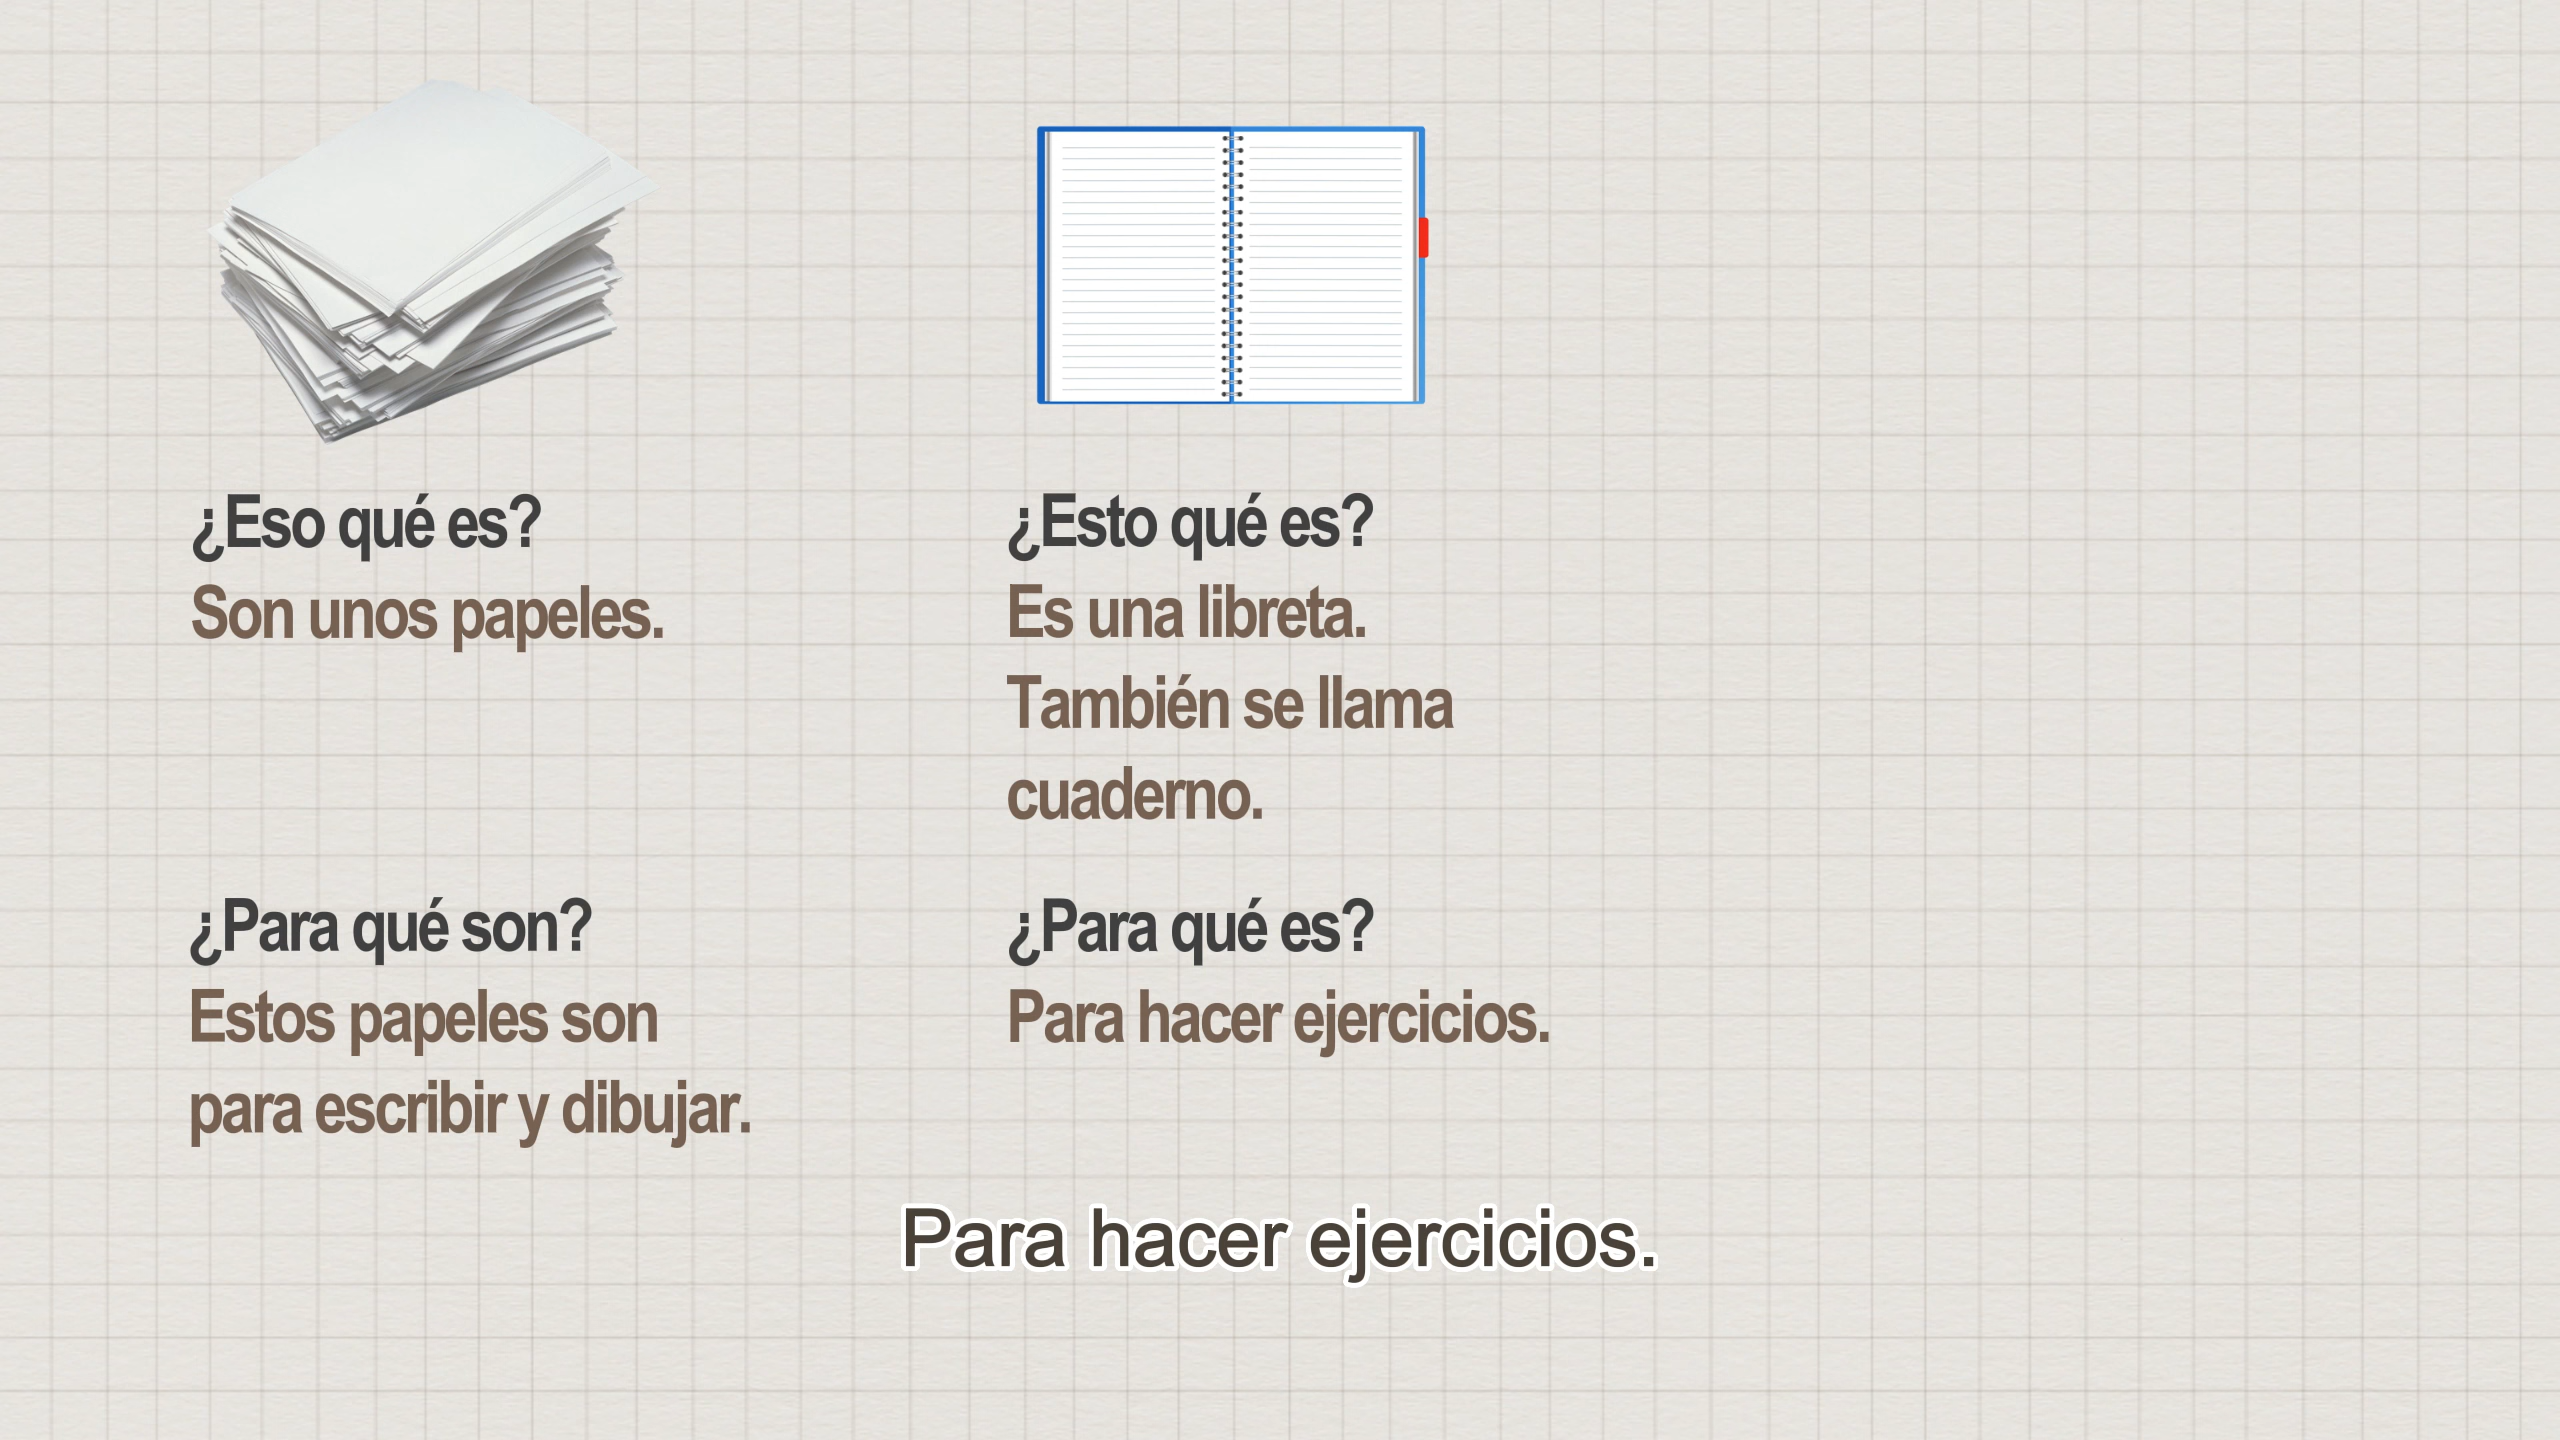 ¿Eso qué es?
Son unos papeles.
¿Para qué son?
Estos papeles son
para escribir y dibujar.
¿Esto qué es?
Es una libreta.
También se llama
cuaderno.
¿Para qué es?
Para hacer ejercicios.
Para hacer ejercicios.